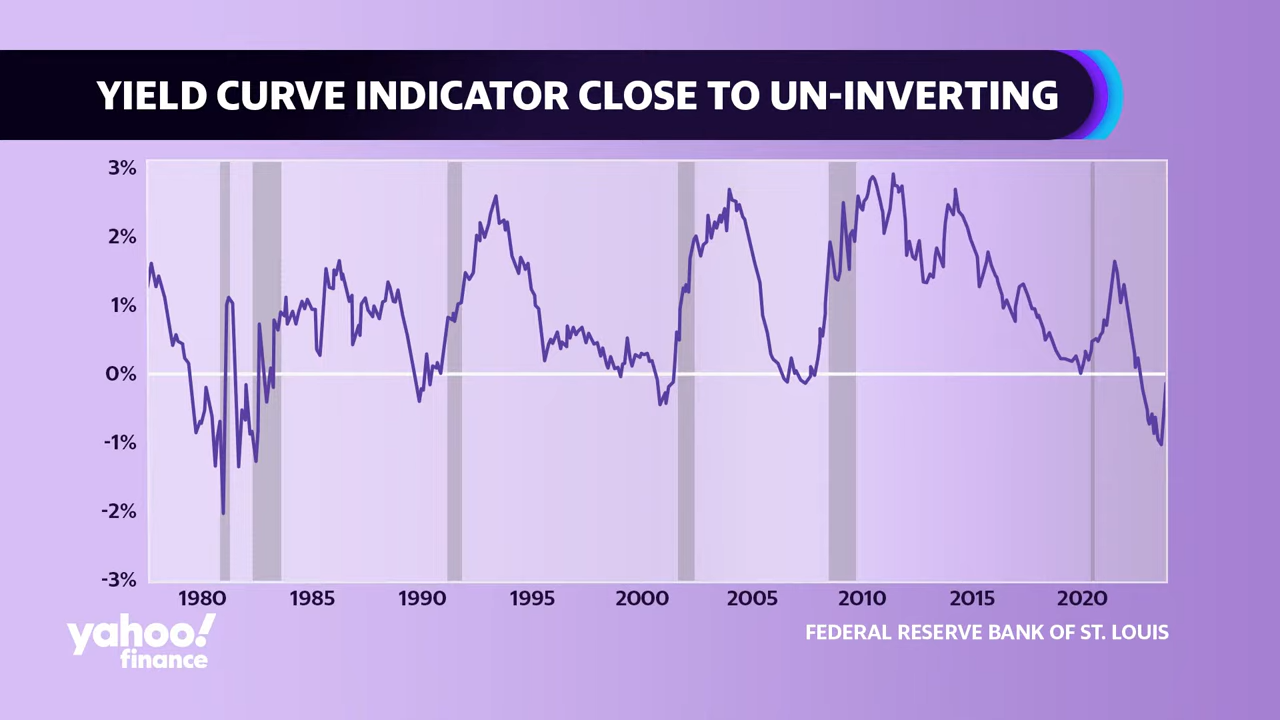 YIELD CURVE INDICATOR CLOSE TO UN-INVERTING
3%
2%
1%
0%
-1%
-2%
-3%
1980 1985 1990 1995 2000 2005 2010 2015 2020
FEDERAL RESERVE BANK OF ST. LOUIS
yahoo!
finance